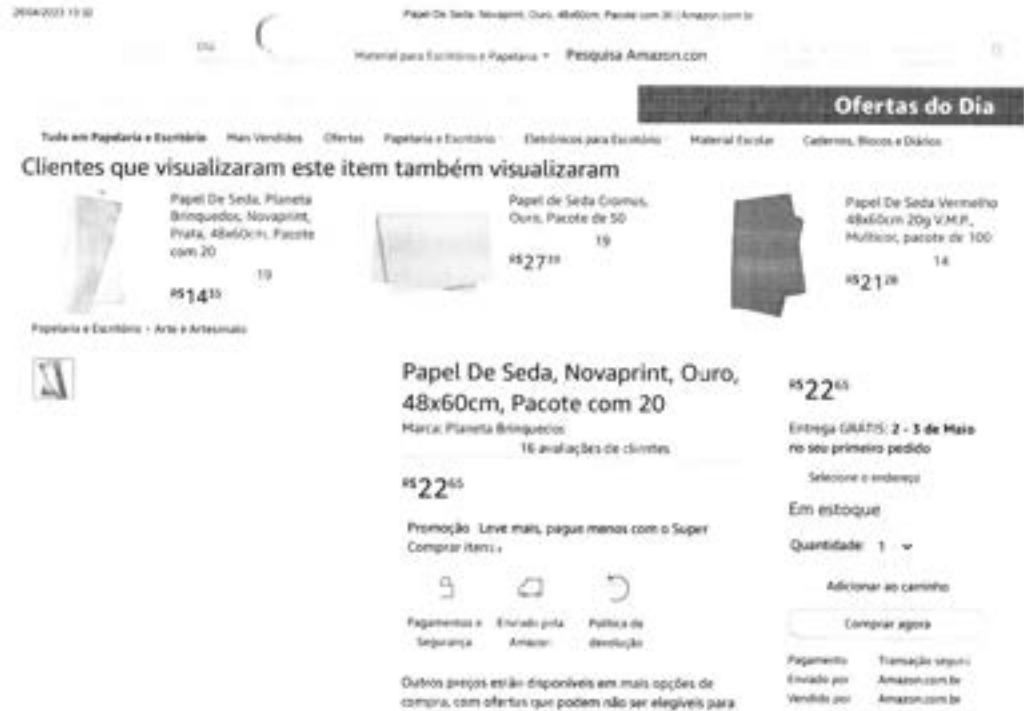 Papel De Seda, Novaprint, Ouro, 48x60cm, Pacote com 20 | Amazon.com.br
Material para Escritório e Papelaria Pesquisa Amazon.com
Ofertas do Dia
Tudo em Papelaria e Escritório Mais Vendidos Ofertas Papelaria e Escritório Eletrônicos para Escritório Material Escolar Cadernos, Blocos e Diários
Clientes que visualizaram este item também visualizaram
Papel De Seda, Planeta
Brinquedos, Novaprint,
Prata, 48x60cm, Pacote
com 20
19
R$14
Papel de Seda Cromus,
Ouro, Pacote de 50
19
R$27
Papel De Seda Vermelho
48x60cm 20g V.M.P.,
Multicor, pacote de 100
14
R$21
Papelaria e Escritório › Arte e Artesanato
Papel De Seda, Novaprint, Ouro,
48x60cm, Pacote com 20
Marca: Planeta Brinquedos
16 avaliações de clientes
R$2265
Promoção Leve mais, pague menos com o Super
Comprar itens
Pagamentos e
Segurança
Enviado pela
Amazon
Política de
devolução
Outros preços estão disponíveis em mais opções de
compra, com ofertas que podem não ser elegíveis para
R$2265
Entrega GRÁTIS: 2 - 3 de Maio
no seu primeiro pedido
Selecione o endereço
Em estoque
Quantidade: 1
Adicionar ao carrinho
Comprar agora
Pagamento Transação segura
Enviado por Amazon.com.br
Vendido por Amazon.com.br